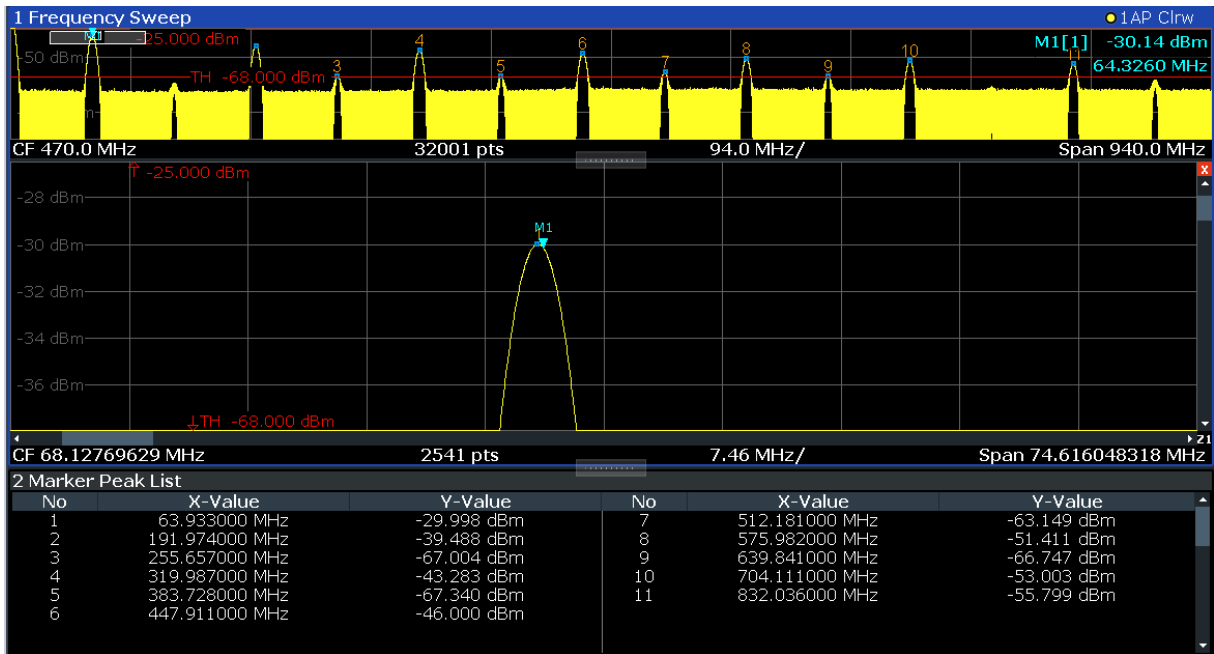 1 Frequency Sweep
1AP Clrw
M1
-25.000 dBm
M1[1] -30.14 dBm
64.3260 MHz
-50 dBm
TH -68.000 dBm
3
4
5
6
7
8
9
10
11
CF 470.0 MHz 32001 pts 94.0 MHz/ Span 940.0 MHz
-25.000 dBm
-28 dBm
M1
-30 dBm
-32 dBm
-34 dBm
-36 dBm
TH -68.000 dBm
Z1
CF 68.12769629 MHz 2541 pts 7.46 MHz/ Span 74.616048318 MHz
2 Marker Peak List
No X-Value Y-Value No X-Value Y-Value
1 63.933000 MHz -29.998 dBm 7 512.181000 MHz -63.149 dBm
2 191.974000 MHz -39.488 dBm 8 575.982000 MHz -51.411 dBm
3 255.657000 MHz -67.004 dBm 9 639.841000 MHz -66.747 dBm
4 319.987000 MHz -43.283 dBm 10 704.111000 MHz -53.003 dBm
5 383.728000 MHz -67.340 dBm 11 832.036000 MHz -55.799 dBm
6 447.911000 MHz -46.000 dBm